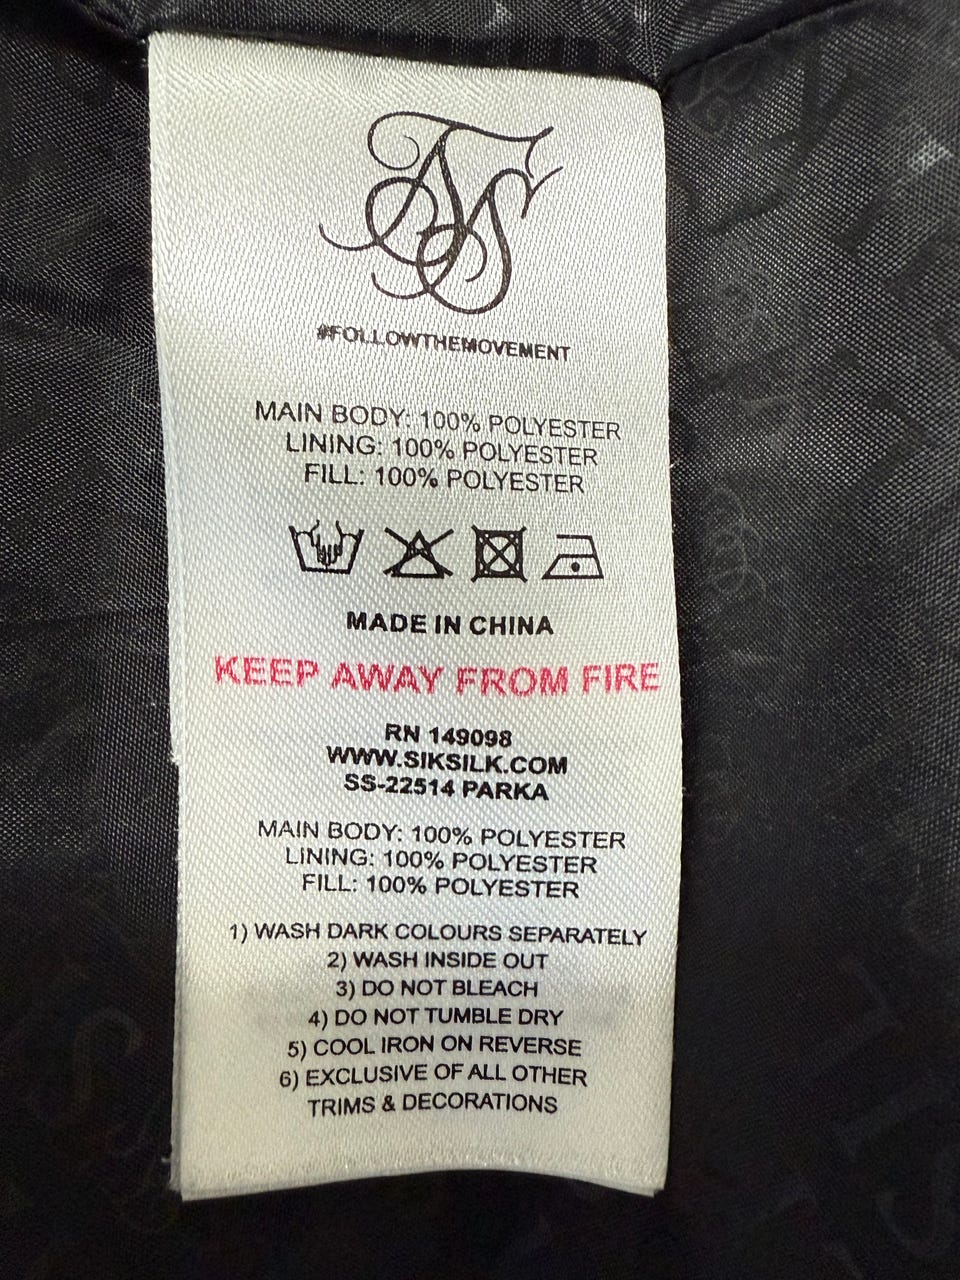 SS
#FOLLOWTHEMOVEMENT
MAIN BODY: 100% POLYESTER
LINING: 100% POLYESTER
FILL: 100% POLYESTER
MADE IN CHINA
KEEP AWAY FROM FIRE
RN 149098
WWW.SIKSILK.COM
SS-22514 PARKA
MAIN BODY: 100% POLYESTER
LINING: 100% POLYESTER
FILL: 100% POLYESTER
1) WASH DARK COLOURS SEPARATELY
2) WASH INSIDE OUT
3) DO NOT BLEACH
4) DO NOT TUMBLE DRY
5) COOL IRON ON REVERSE
6) EXCLUSIVE OF ALL OTHER
TRIMS & DECORATIONS